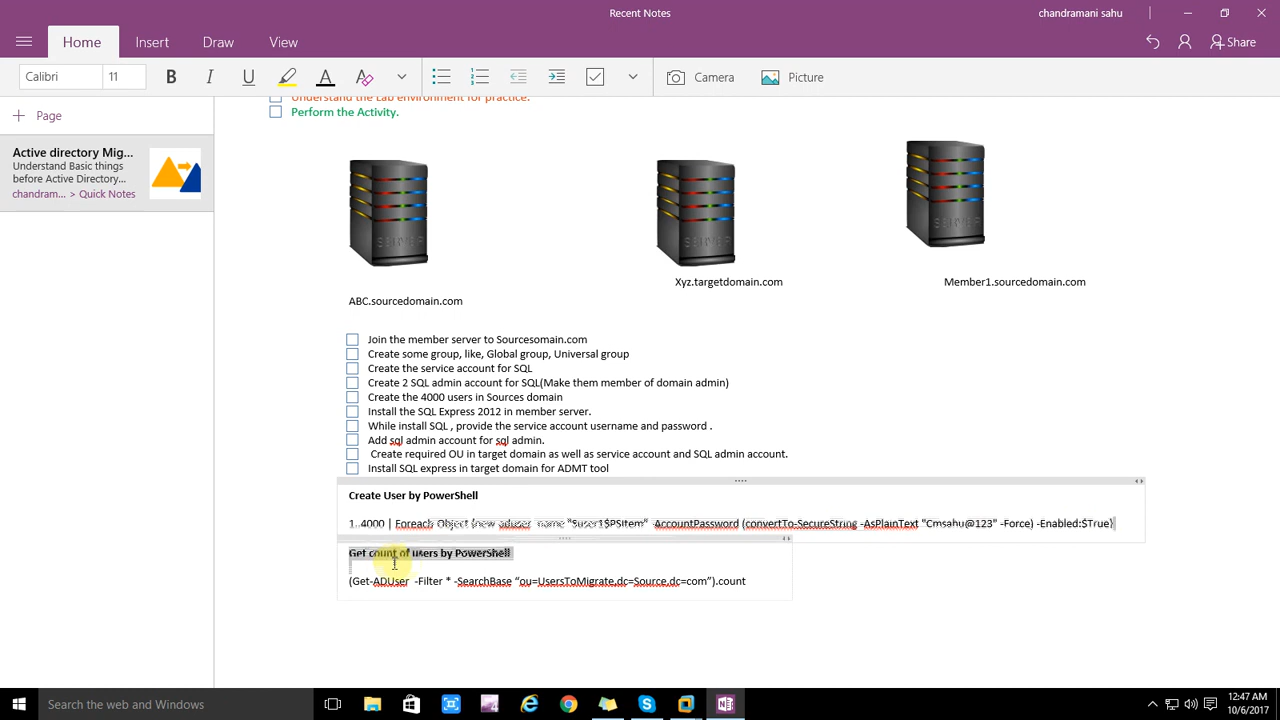 Recent Notes
chandramani sahu
Home
Insert
Draw
View
Share
Calibri
11
B
I
U
A
A
Camera
Picture
Page
Active directory Mig...
Understand Basic things
before Active Directory...
chandram... > Quick Notes
Understand the Lab environment for practice.
Perform the Activity.
SERVER
SERVER
SERVER
ABC.sourcedomain.com
Xyz.targetdomain.com
Member1.sourcedomain.com
Join the member server to Sourcesomain.com
Create some group, like, Global group, Universal group
Create the service account for SQL
Create 2 SQL admin account for SQL(Make them member of domain admin)
Create the 4000 users in Sources domain
Install the SQL Express 2012 in member server.
While install SQL , provide the service account username and password .
Add sql admin account for sql admin.
Create required OU in target domain as well as service account and SQL admin account.
Install SQL express in target domain for ADMT tool
Create User by PowerShell
1..4000 | Foreach Object {new aduser name "$user1$PSItem" AccountPassword (convertTo-SecureString -AsPlainText "Cmsahu@123" -Force) -Enabled:$True}
Get count of users by PowerShell
(Get-ADUser -Filter * -SearchBase “ou=UsersToMigrate,dc=Source,dc=com”).count
Search the web and Windows
12:47 AM
10/6/2017